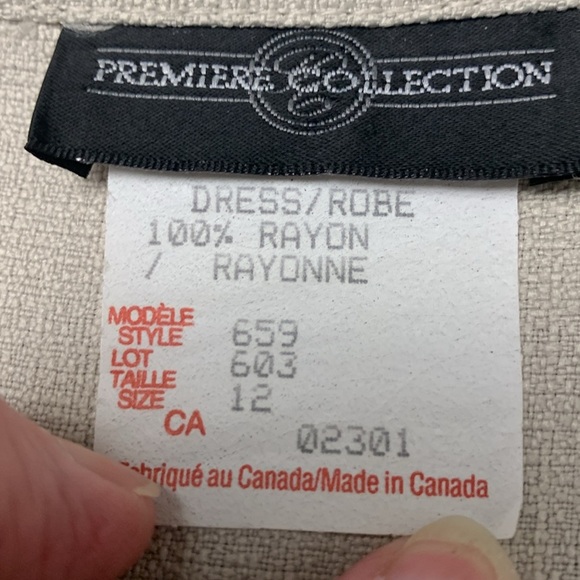 PREMIERE COLLECTION
DRESS/ROBE
100% RAYON
/ RAYONNE
MODÈLE
STYLE 659
LOT 603
TAILLE
SIZE 12
CA 02301
Fabriqué au Canada/Made in Canada